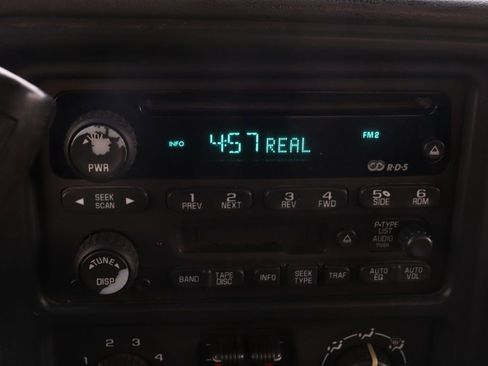 INFO 4:57 REAL FM2
VOL
PWR
R·D·S
SEEK
SCAN
1 PREV
2 NEXT
3 REV
4 FWD
5 SIDE
6 RDM
P-TYPE
LIST
AUDIO
PUSH
TUNE
DISP
BAND
TAPE
DISC
INFO
SEEK
TYPE
TRAF
AUTO
EQ
AUTO
VOL
1 2 3 4